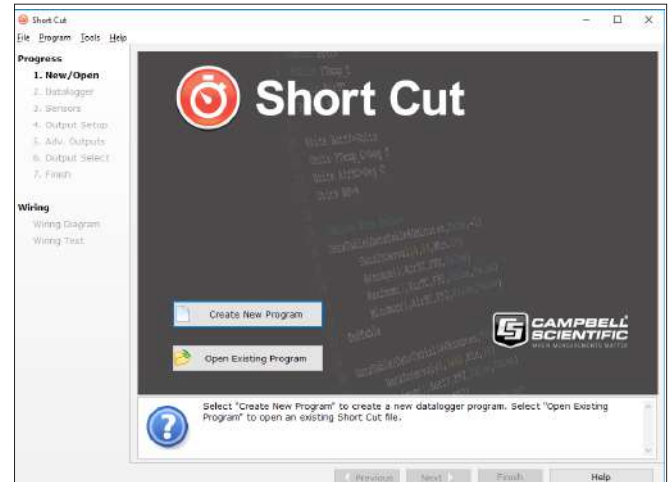 Short Cut
File Program Tools Help
Progress
1. New/Open
2. Datalogger
3. Sensors
4. Output Setup
5. Adv. Outputs
6. Output Select
7. Finish
Wiring
Wiring Diagram
Wiring Text
Short Cut
Create New Program
Open Existing Program
CAMPBELL
SCIENTIFIC
WHEN MEASUREMENTS MATTER
Select "Create New Program" to create a new datalogger program. Select "Open Existing
Program" to open an existing Short Cut file.
Previous Next Finish Help